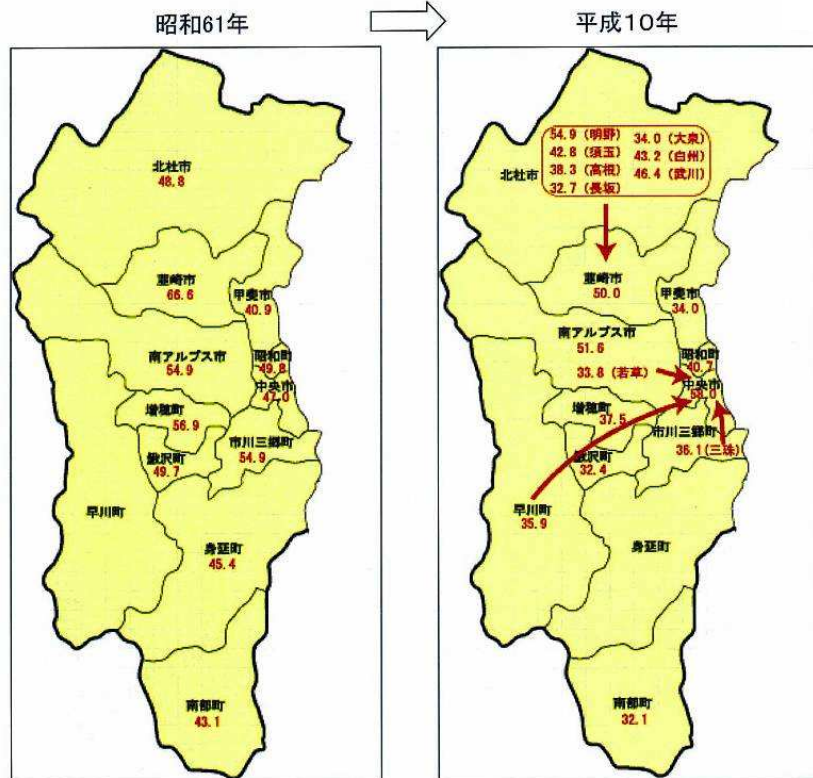 昭和61年
平成10年
北杜市
48.8
韮崎市
66.6
甲斐市
40.9
南アルプス市
54.9
昭和町
49.8
中央市
47.0
増穂町
56.9
市川三郷町
54.9
鰍沢町
49.7
早川町
身延町
45.4
南部町
43.1
北杜市
54.9（明野）
42.8（須玉）
38.3（高根）
32.7（長坂）
34.0（大泉）
43.2（白州）
46.4（武川）
韮崎市
50.0
甲斐市
34.0
南アルプス市
51.6
昭和町
40.7
33.8（若草）
中央市
増穂町
37.5
市川三郷町
36.1（三珠）
鰍沢町
32.4
早川町
35.9
身延町
南部町
32.1